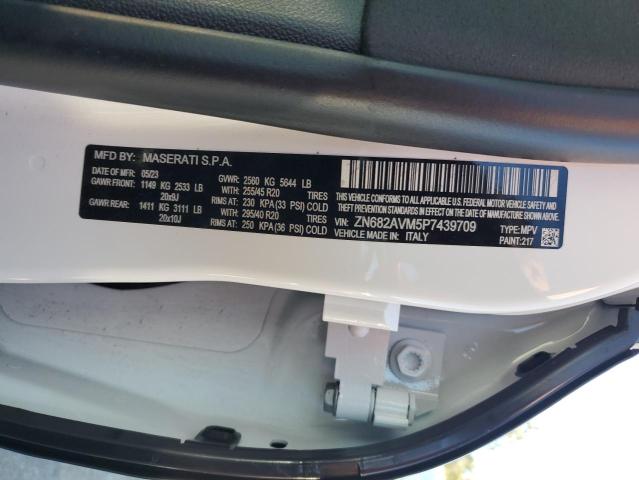 MFD BY: MASERATI S.P.A.
DATE OF MFR: 05/23 GVWR: 2560 KG 5644 LB
GAWR FRONT: 1149 KG 2533 LB WITH: 255/45 R20 TIRES
20x9J RIMS AT: 230 KPA(33 PSI) COLD
GAWR REAR: 1411 KG 3111 LB WITH: 295/40 R20 TIRES
20x10J RIMS AT: 250 KPA(36 PSI) COLD
THIS VEHICLE CONFORMS TO ALL APPLICABLE U.S. FEDERAL MOTOR VEHICLE
SAFETY AND THEFT PREVENTION STANDARDS IN EFFECT ON THE DATE OF MANUFACTURE SHOWN ABOVE
VIN: ZN682AVM5P7439709 TYPE: MPV
VEHICLE MADE IN: ITALY PAINT: 217